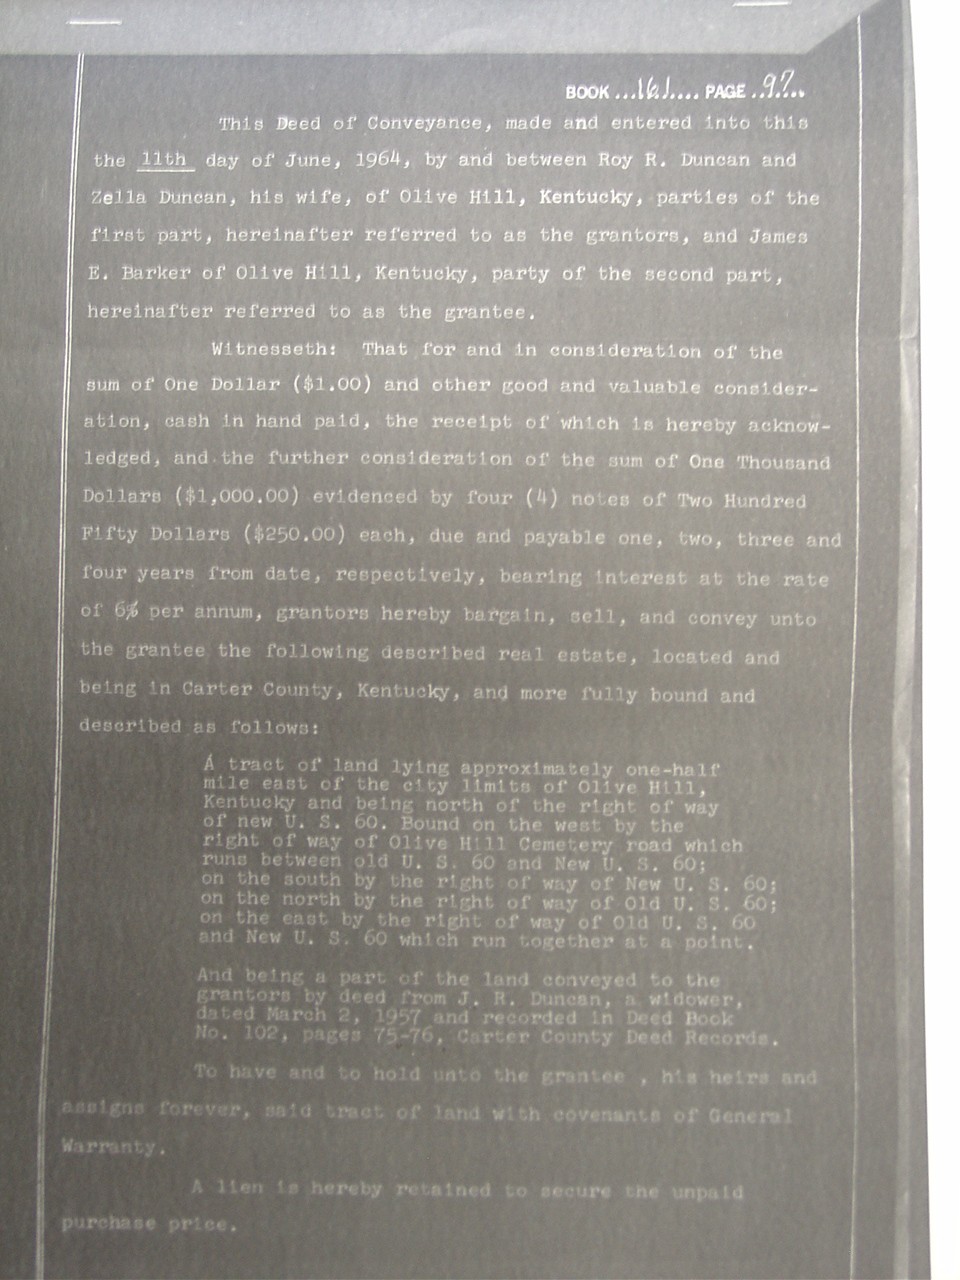 BOOK ...161.... PAGE ..97...
This Deed of Conveyance, made and entered into this
the 11th day of June, 1964, by and between Roy R. Duncan and
Zella Duncan, his wife, of Olive Hill, Kentucky, parties of the
first part, hereinafter referred to as the grantors, and James
E. Barker of Olive Hill, Kentucky, party of the second part,
hereinafter referred to as the grantee.
Witnesseth: That for and in consideration of the
sum of One Dollar ($1.00) and other good and valuable consider-
ation, cash in hand paid, the receipt of which is hereby acknow-
ledged, and the further consideration of the sum of One Thousand
Dollars ($1,000.00) evidenced by four (4) notes of Two Hundred
Fifty Dollars ($250.00) each, due and payable one, two, three and
four years from date, respectively, bearing interest at the rate
of 6% per annum, grantors hereby bargain, sell, and convey unto
the grantee the following described real estate, located and
being in Carter County, Kentucky, and more fully bound and
described as follows:
A tract of land lying approximately one-half
mile east of the city limits of Olive Hill,
Kentucky and being north of the right of way
of new U. S. 60. Bound on the west by the
right of way of Olive Hill Cemetery road which
runs between old U. S. 60 and New U. S. 60;
on the south by the right of way of New U. S. 60;
on the north by the right of way of Old U. S. 60;
on the east by the right of way of Old U. S. 60
and New U. S. 60 which run together at a point.
And being a part of the land conveyed to the
grantors by deed from J. R. Duncan, a widower,
dated March 2, 1957 and recorded in Deed Book
No. 102, pages 75-76, Carter County Deed Records.
To have and to hold unto the grantee , his heirs and
assigns forever, said tract of land with covenants of General
Warranty.
A lien is hereby retained to secure the unpaid
purchase price.